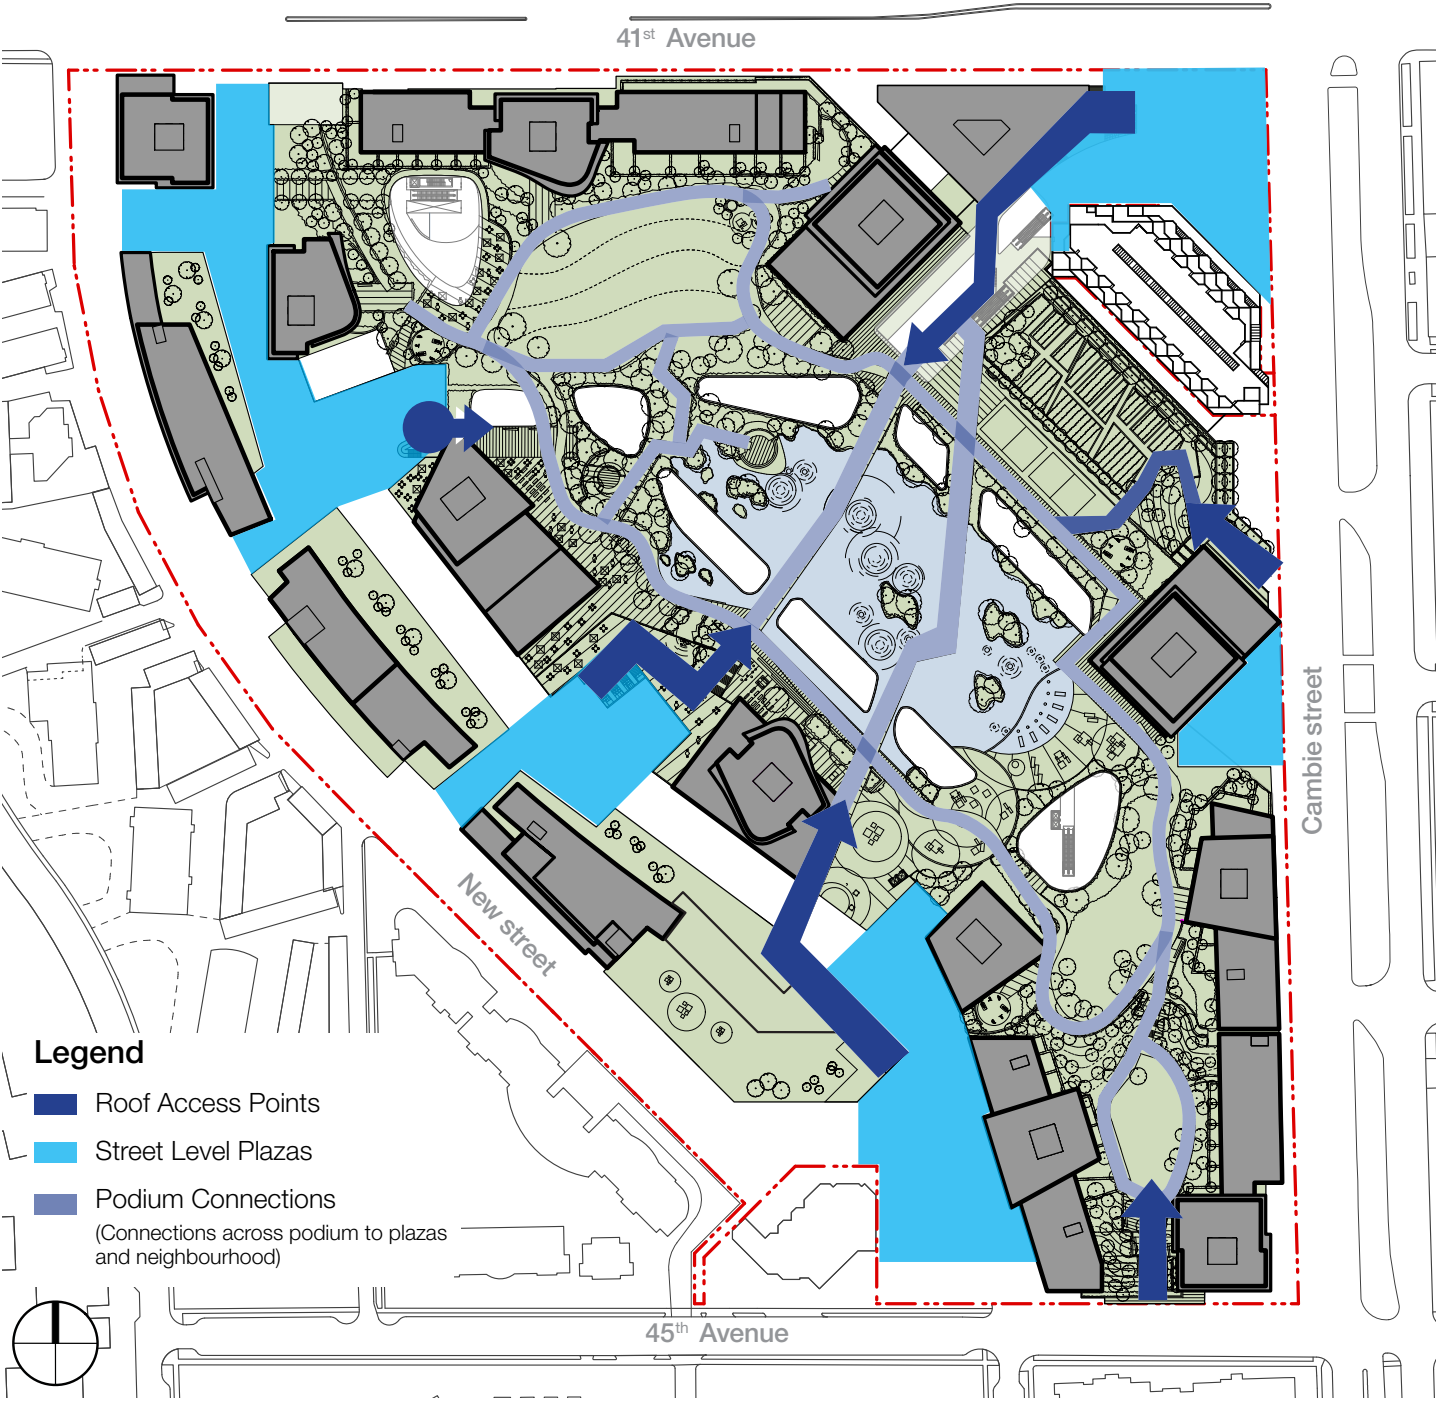 41st Avenue
Cambie street
New street
Legend
Roof Access Points
Street Level Plazas
Podium Connections
(Connections across podium to plazas
and neighbourhood)
45th Avenue